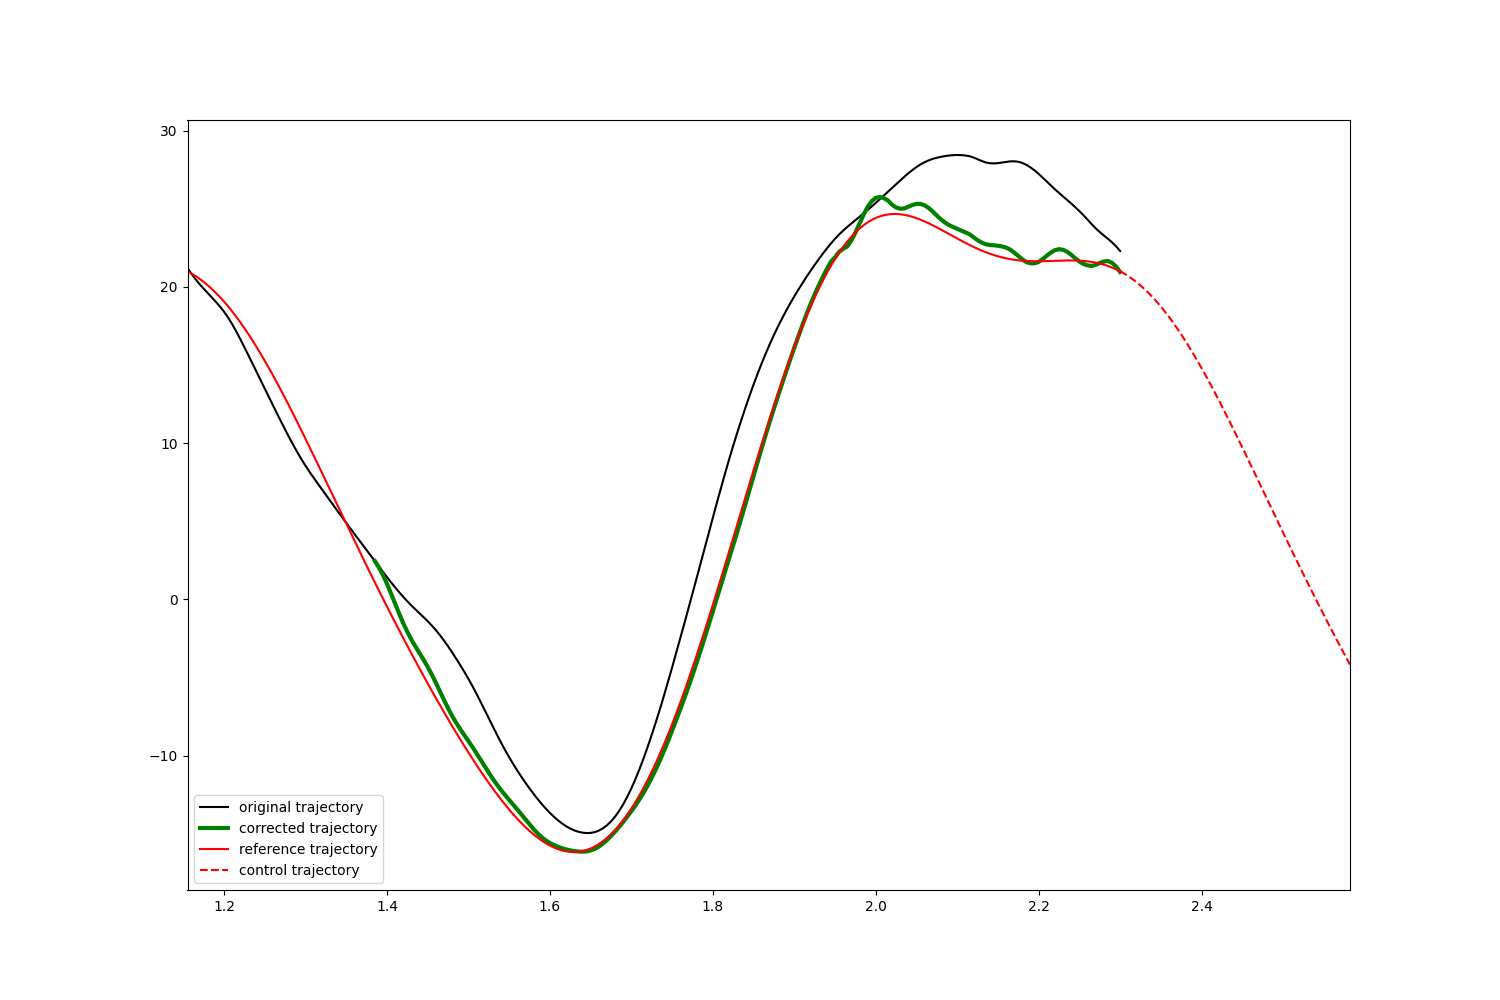 30
20
10
0
−10
original trajectory
corrected trajectory
reference trajectory
control trajectory
1.2 1.4 1.6 1.8 2.0 2.2 2.4